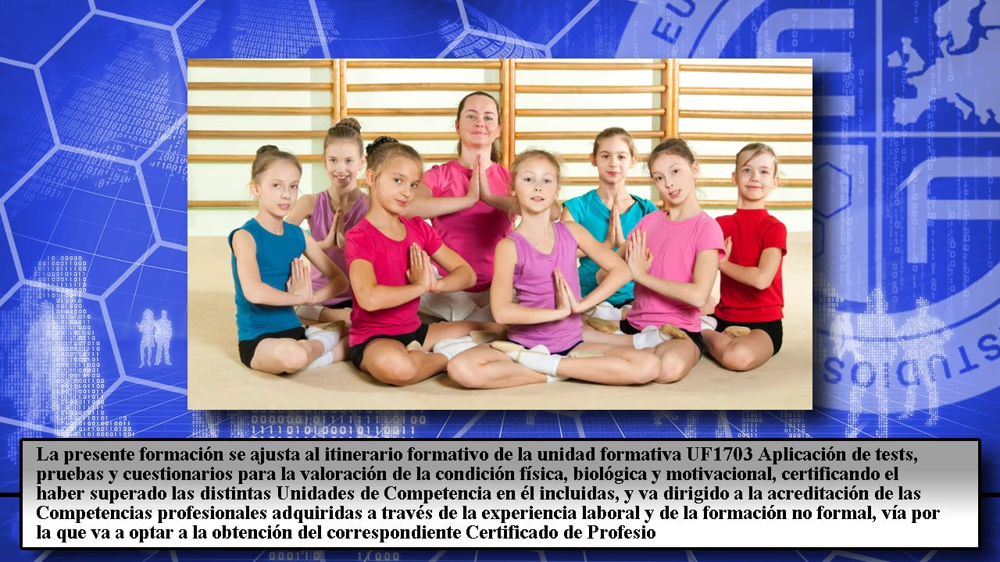 EU
STUDIOS
La presente formación se ajusta al itinerario formativo de la unidad formativa UF1703 Aplicación de tests,
pruebas y cuestionarios para la valoración de la condición física, biológica y motivacional, certificando el
haber superado las distintas Unidades de Competencia en él incluidas, y va dirigido a la acreditación de las
Competencias profesionales adquiridas a través de la experiencia laboral y de la formación no formal, vía por
la que va a optar a la obtención del correspondiente Certificado de Profesio